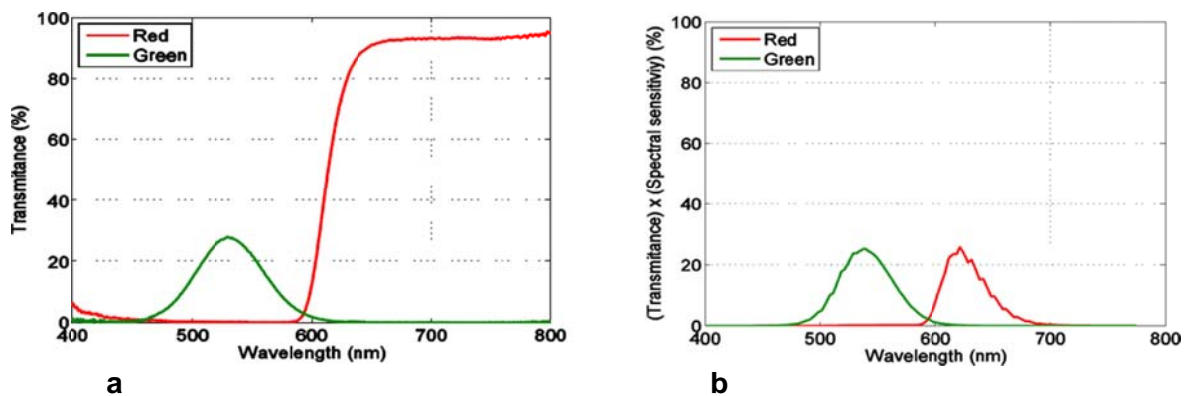 100
80
60
40
20
0
Transmitance (%)
Red
Green
400 500 600 700 800
Wavelength (nm)
a
100
80
60
40
20
0
(Transmitance) x (Spectral sensitiviy) (%)
Red
Green
400 500 600 700 800
Wavelength (nm)
b